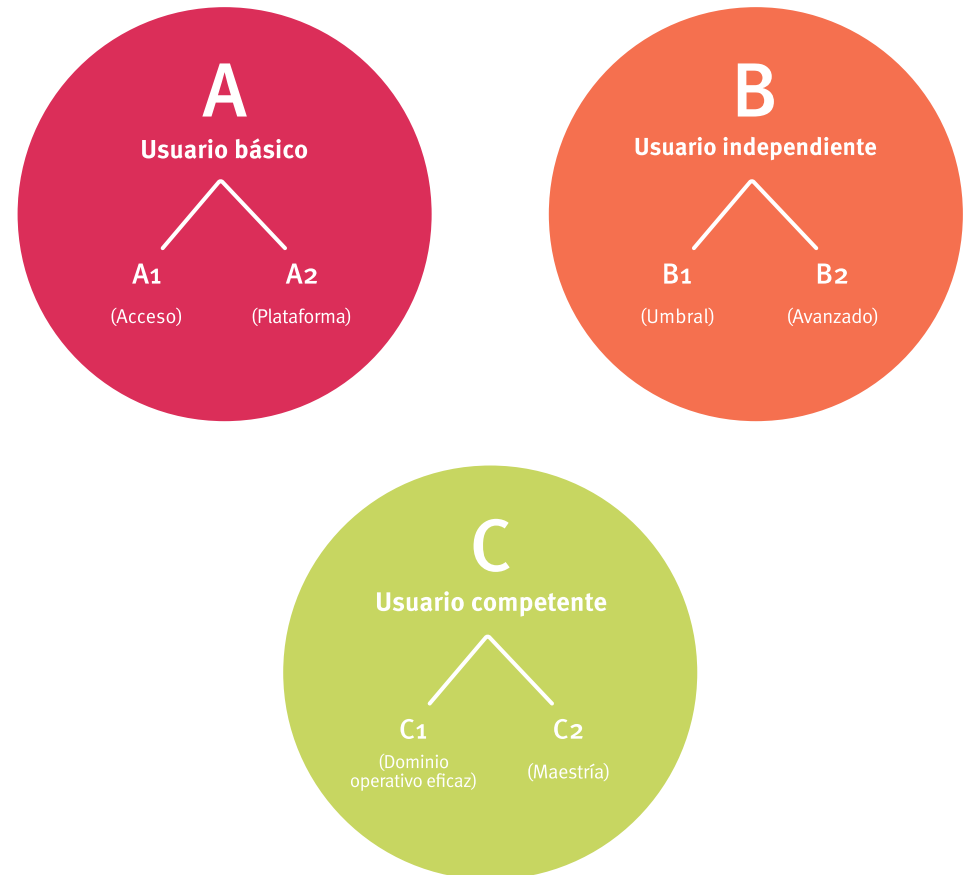 A
Usuario básico
A1 A2
(Acceso) (Plataforma)
B
Usuario independiente
B1 B2
(Umbral) (Avanzado)
C
Usuario competente
C1 C2
(Dominio
operativo eficaz) (Maestría)